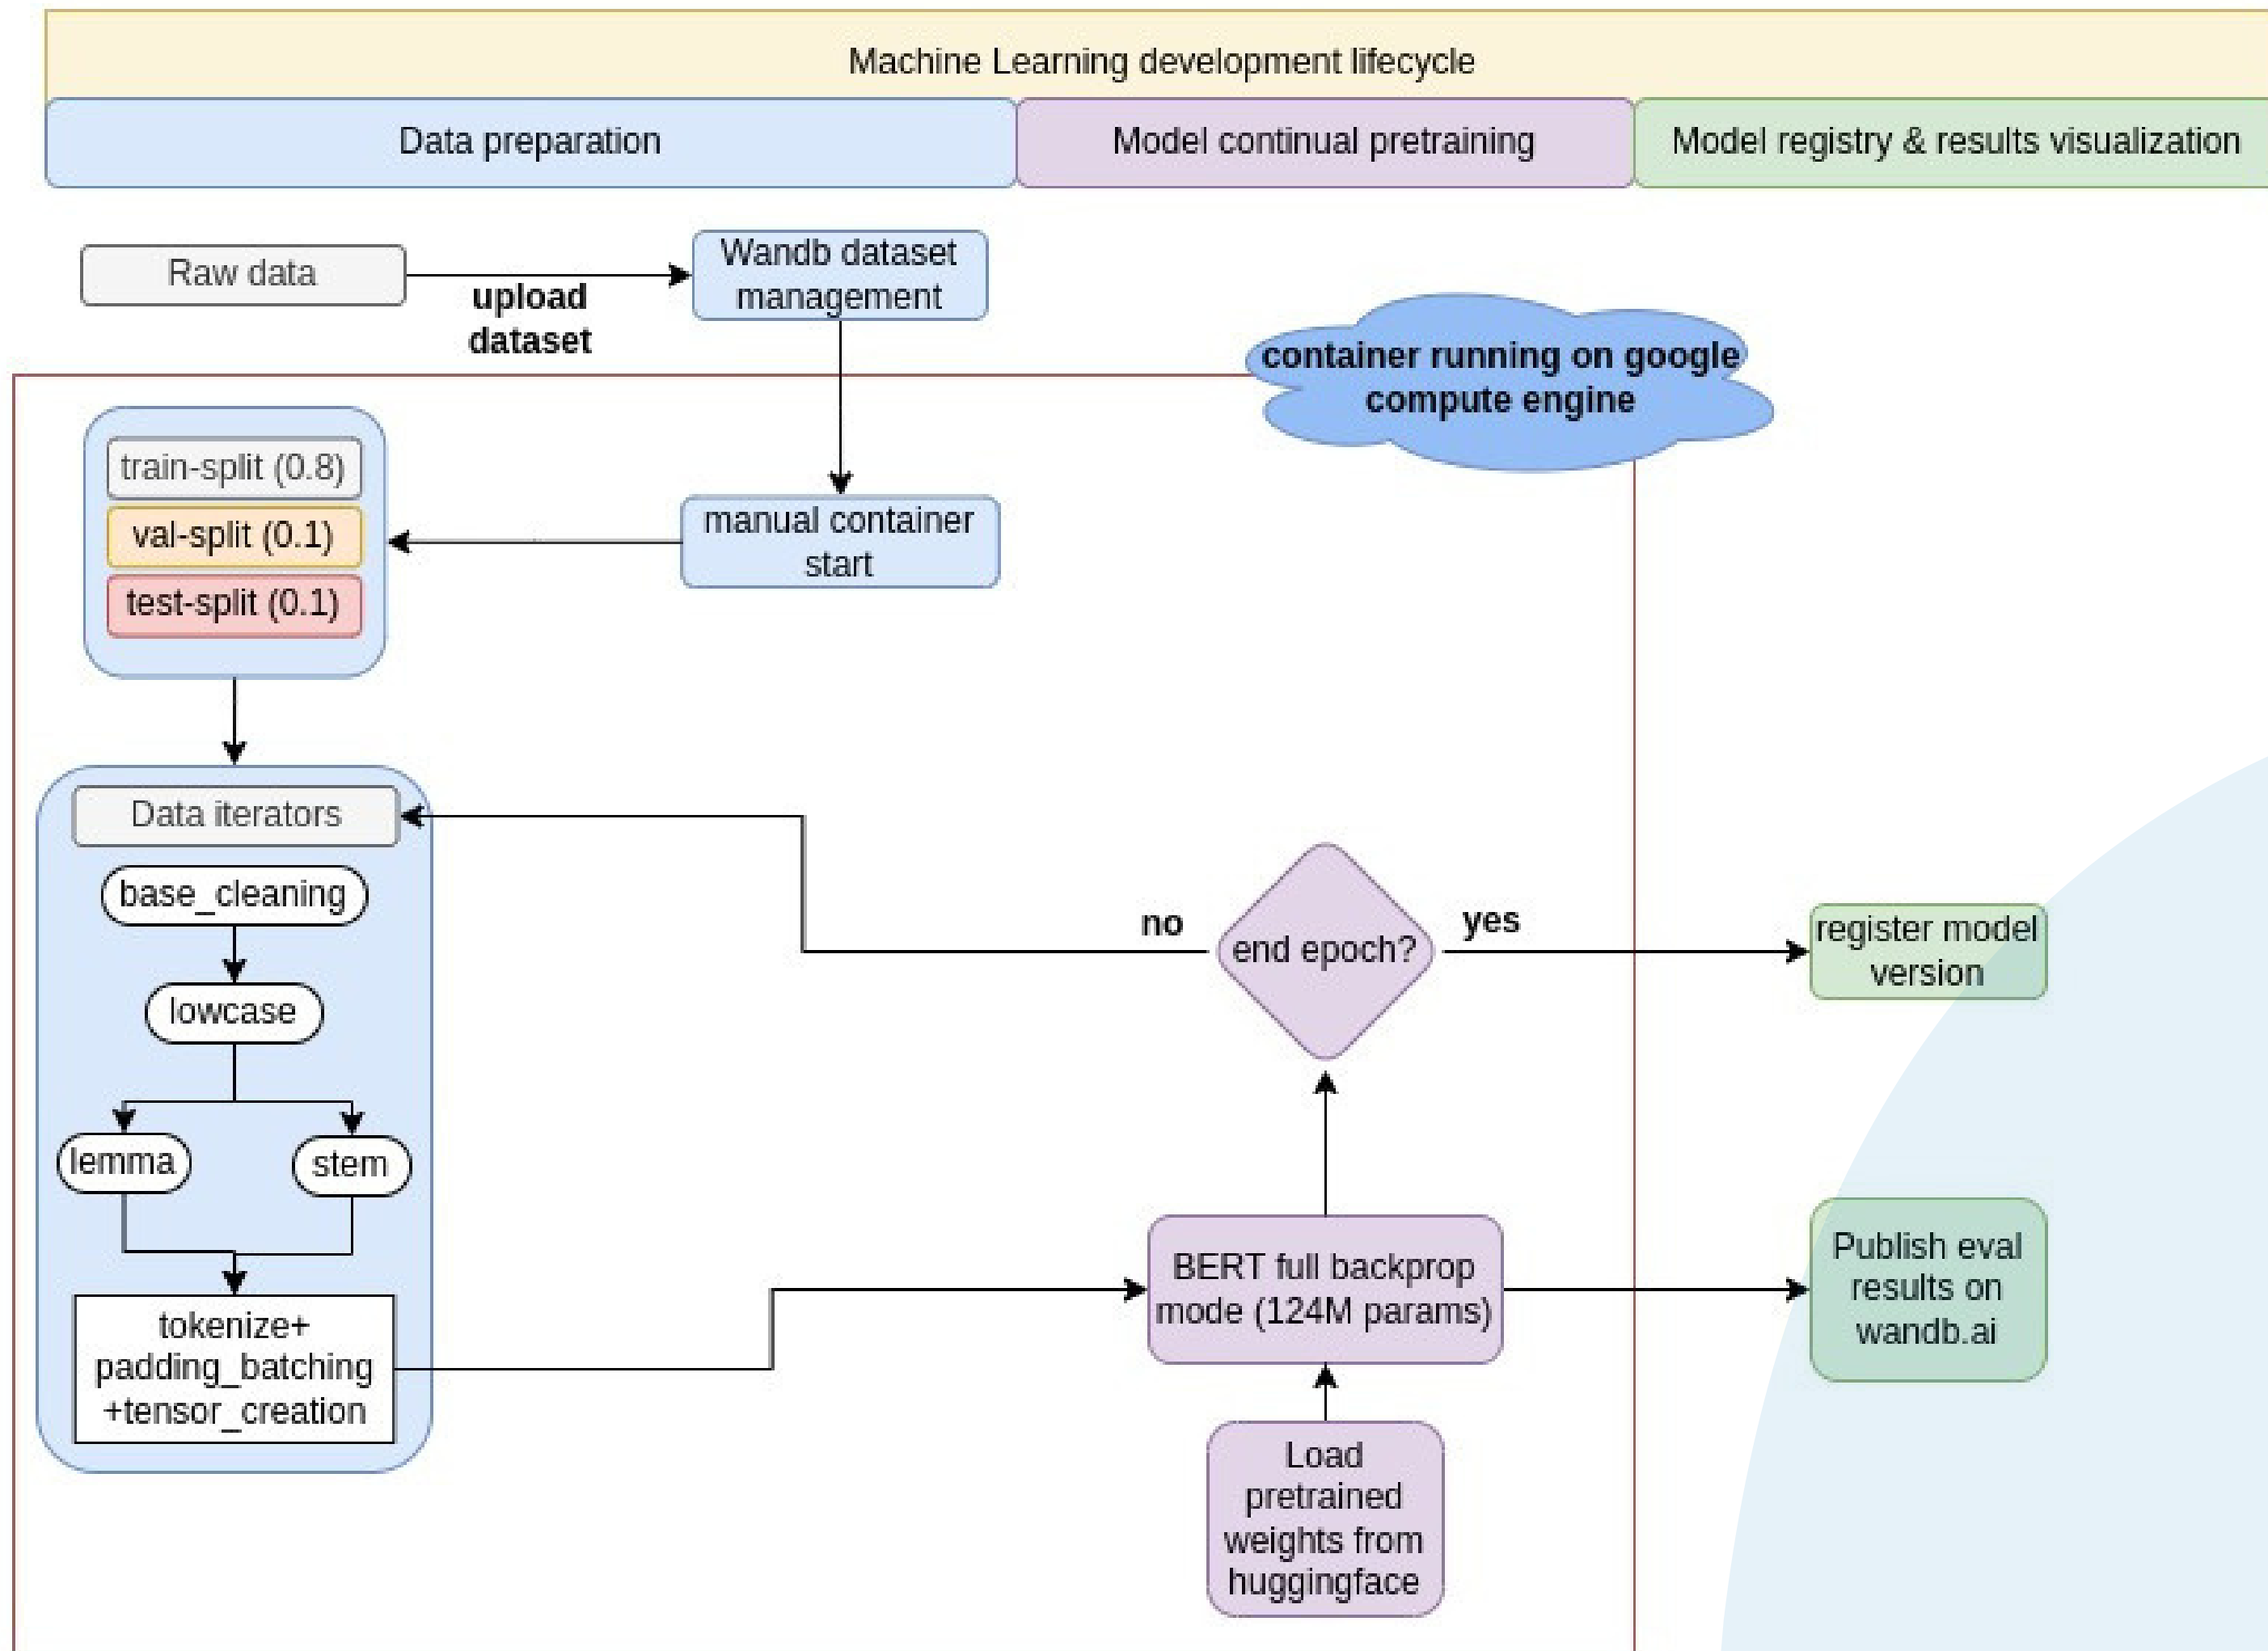 Machine Learning development lifecycle
Data preparation
Model continual pretraining
Model registry & results visualization
Raw data
upload
dataset
Wandb dataset
management
container running on google
compute engine
train-split (0.8)
val-split (0.1)
test-split (0.1)
manual container
start
Data iterators
base_cleaning
lowcase
lemma
stem
tokenize+
padding_batching
+tensor_creation
no
end epoch?
yes
register model
version
BERT full backprop
mode (124M params)
Publish eval
results on
wandb.ai
Load
pretrained
weights from
huggingface